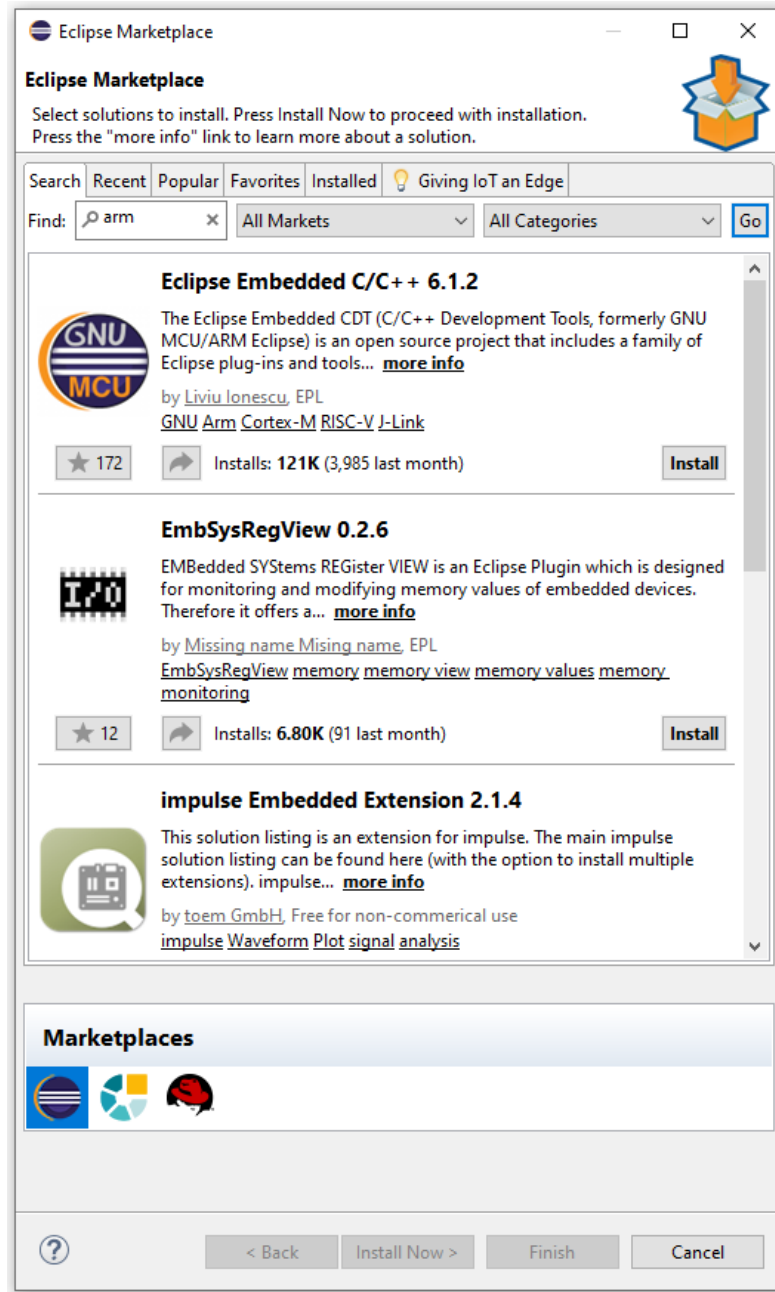 Eclipse Marketplace
Eclipse Marketplace
Select solutions to install. Press Install Now to proceed with installation.
Press the "more info" link to learn more about a solution.
Search Recent Popular Favorites Installed Giving IoT an Edge
Find: arm All Markets All Categories Go
Eclipse Embedded C/C++ 6.1.2
The Eclipse Embedded CDT (C/C++ Development Tools, formerly GNU
MCU/ARM Eclipse) is an open source project that includes a family of
Eclipse plug-ins and tools... more info
GNU
MCU
by Liviu Ionescu, EPL
GNU Arm Cortex-M RISC-V J-Link
172 Installs: 121K (3,985 last month) Install
EmbSysRegView 0.2.6
EMBedded SYStems REGister VIEW is an Eclipse Plugin which is designed
for monitoring and modifying memory values of embedded devices.
Therefore it offers a... more info
I/O
by Missing name Mising name, EPL
EmbSysRegView memory memory view memory values memory
monitoring
12 Installs: 6.80K (91 last month) Install
impulse Embedded Extension 2.1.4
This solution listing is an extension for impulse. The main impulse
solution listing can be found here (with the option to install multiple
extensions). impulse... more info
by toem GmbH, Free for non-commerical use
impulse Waveform Plot signal analysis
Marketplaces
? < Back Install Now > Finish Cancel